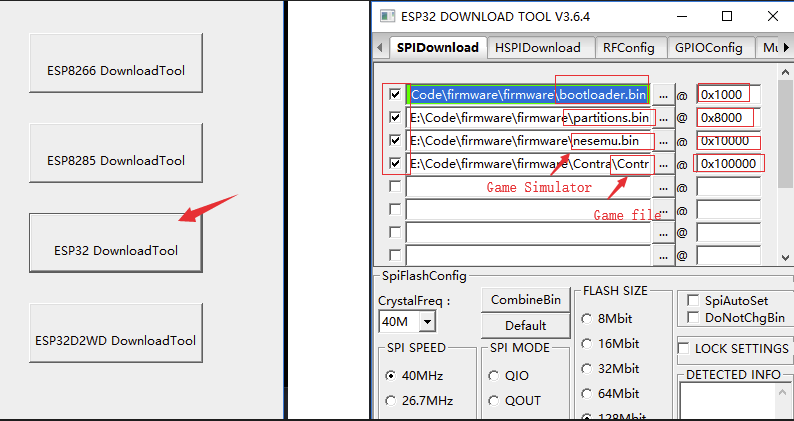 ESP8266 DownloadTool
ESP8285 DownloadTool
ESP32 DownloadTool
ESP32D2WD DownloadTool
ESP32 DOWNLOAD TOOL V3.6.4
SPIDownload HSPIDownload RFConfig GPIOConfig Mu
Code\firmware\firmware\bootloader.bin ... @ 0x1000
E:\Code\firmware\firmware\partitions.bin ... @ 0x8000
E:\Code\firmware\firmware\nesemu.bin ... @ 0x10000
E:\Code\firmware\firmware\Contra\Contr ... @ 0x100000
... @
Game Simulator
... @
Game file
... @
... @
SpiFlashConfig
CrystalFreq :
40M
CombineBin
Default
SPI SPEED
40MHz
26.7MHz
SPI MODE
QIO
QOUT
FLASH SIZE
8Mbit
16Mbit
32Mbit
64Mbit
128Mbit
SpiAutoSet
DoNotChgBin
LOCK SETTINGS
DETECTED INFO